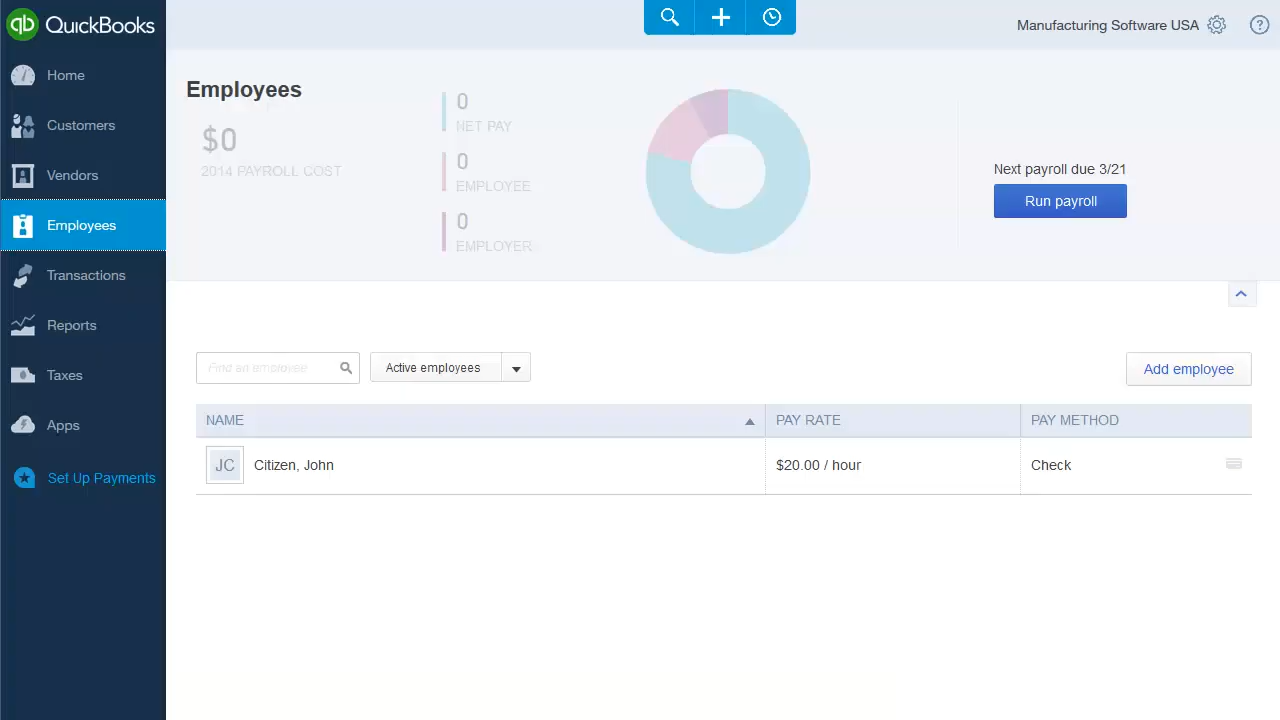 QuickBooks
Manufacturing Software USA
Home
Customers
Vendors
Employees
Transactions
Reports
Taxes
Apps
Set Up Payments
Employees
$0
2014 PAYROLL COST
0
NET PAY
0
EMPLOYEE
0
EMPLOYER
Next payroll due 3/21
Run payroll
Find an employee
Active employees
Add employee
NAME PAY RATE PAY METHOD
JC Citizen, John $20.00 / hour Check